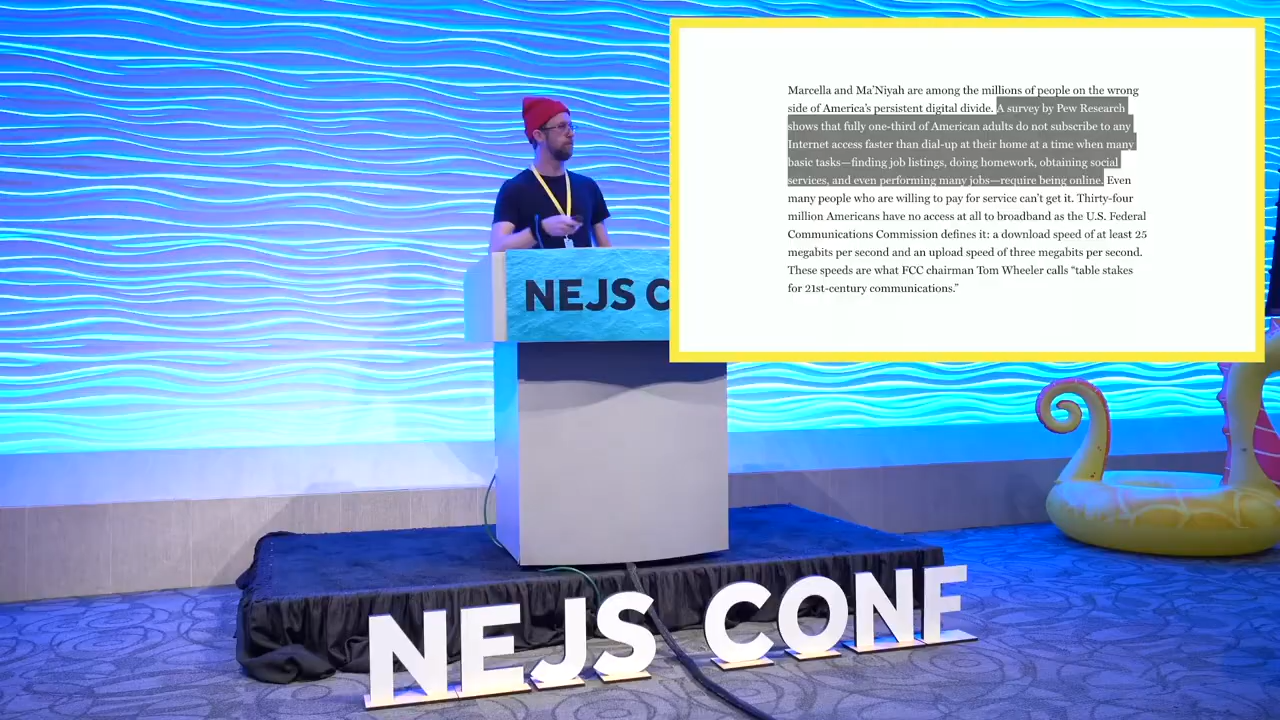 Marcella and Ma’Niyah are among the millions of people on the wrong
side of America’s persistent digital divide. A survey by Pew Research
shows that fully one-third of American adults do not subscribe to any
Internet access faster than dial-up at their home at a time when many
basic tasks—finding job listings, doing homework, obtaining social
services, and even performing many jobs—require being online. Even
many people who are willing to pay for service can’t get it. Thirty-four
million Americans have no access at all to broadband as the U.S. Federal
Communications Commission defines it: a download speed of at least 25
megabits per second and an upload speed of three megabits per second.
These speeds are what FCC chairman Tom Wheeler calls “table stakes
for 21st-century communications.”
NEJS C
NEJS CONF